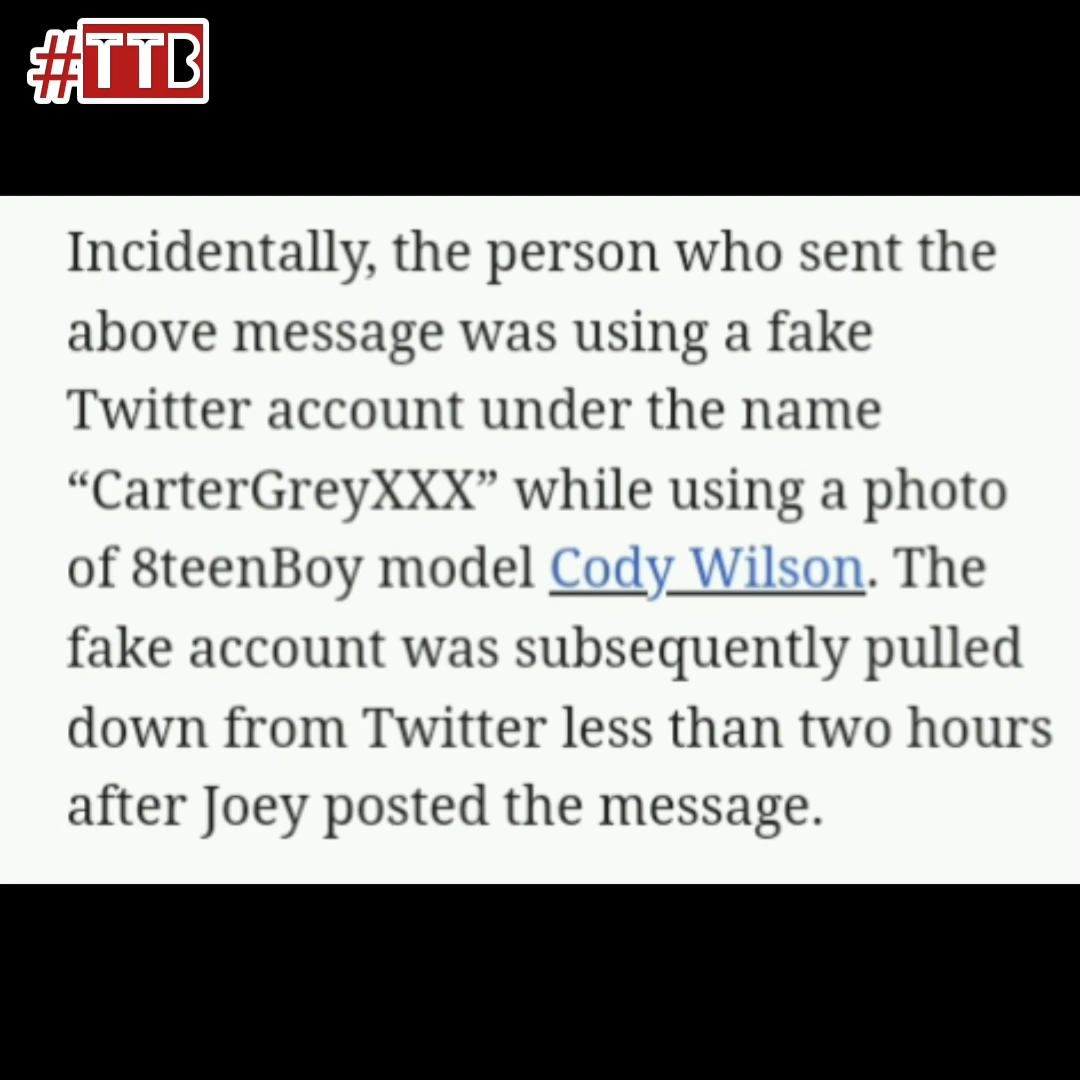 #TTB
Incidentally, the person who sent the
above message was using a fake
Twitter account under the name
“CarterGreyXXX” while using a photo
of 8teenBoy model Cody Wilson. The
fake account was subsequently pulled
down from Twitter less than two hours
after Joey posted the message.